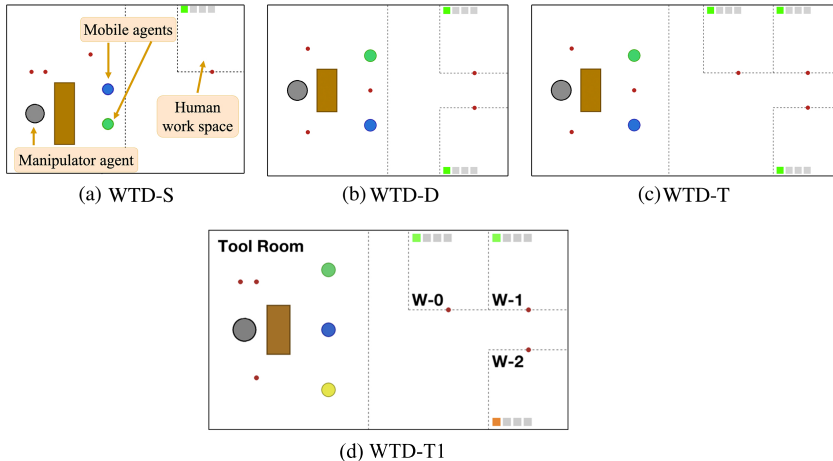 Mobile agents
Human
work space
Manipulator agent
(a) WTD-S
(b) WTD-D
(c) WTD-T
Tool Room
W-0
W-1
W-2
(d) WTD-T1